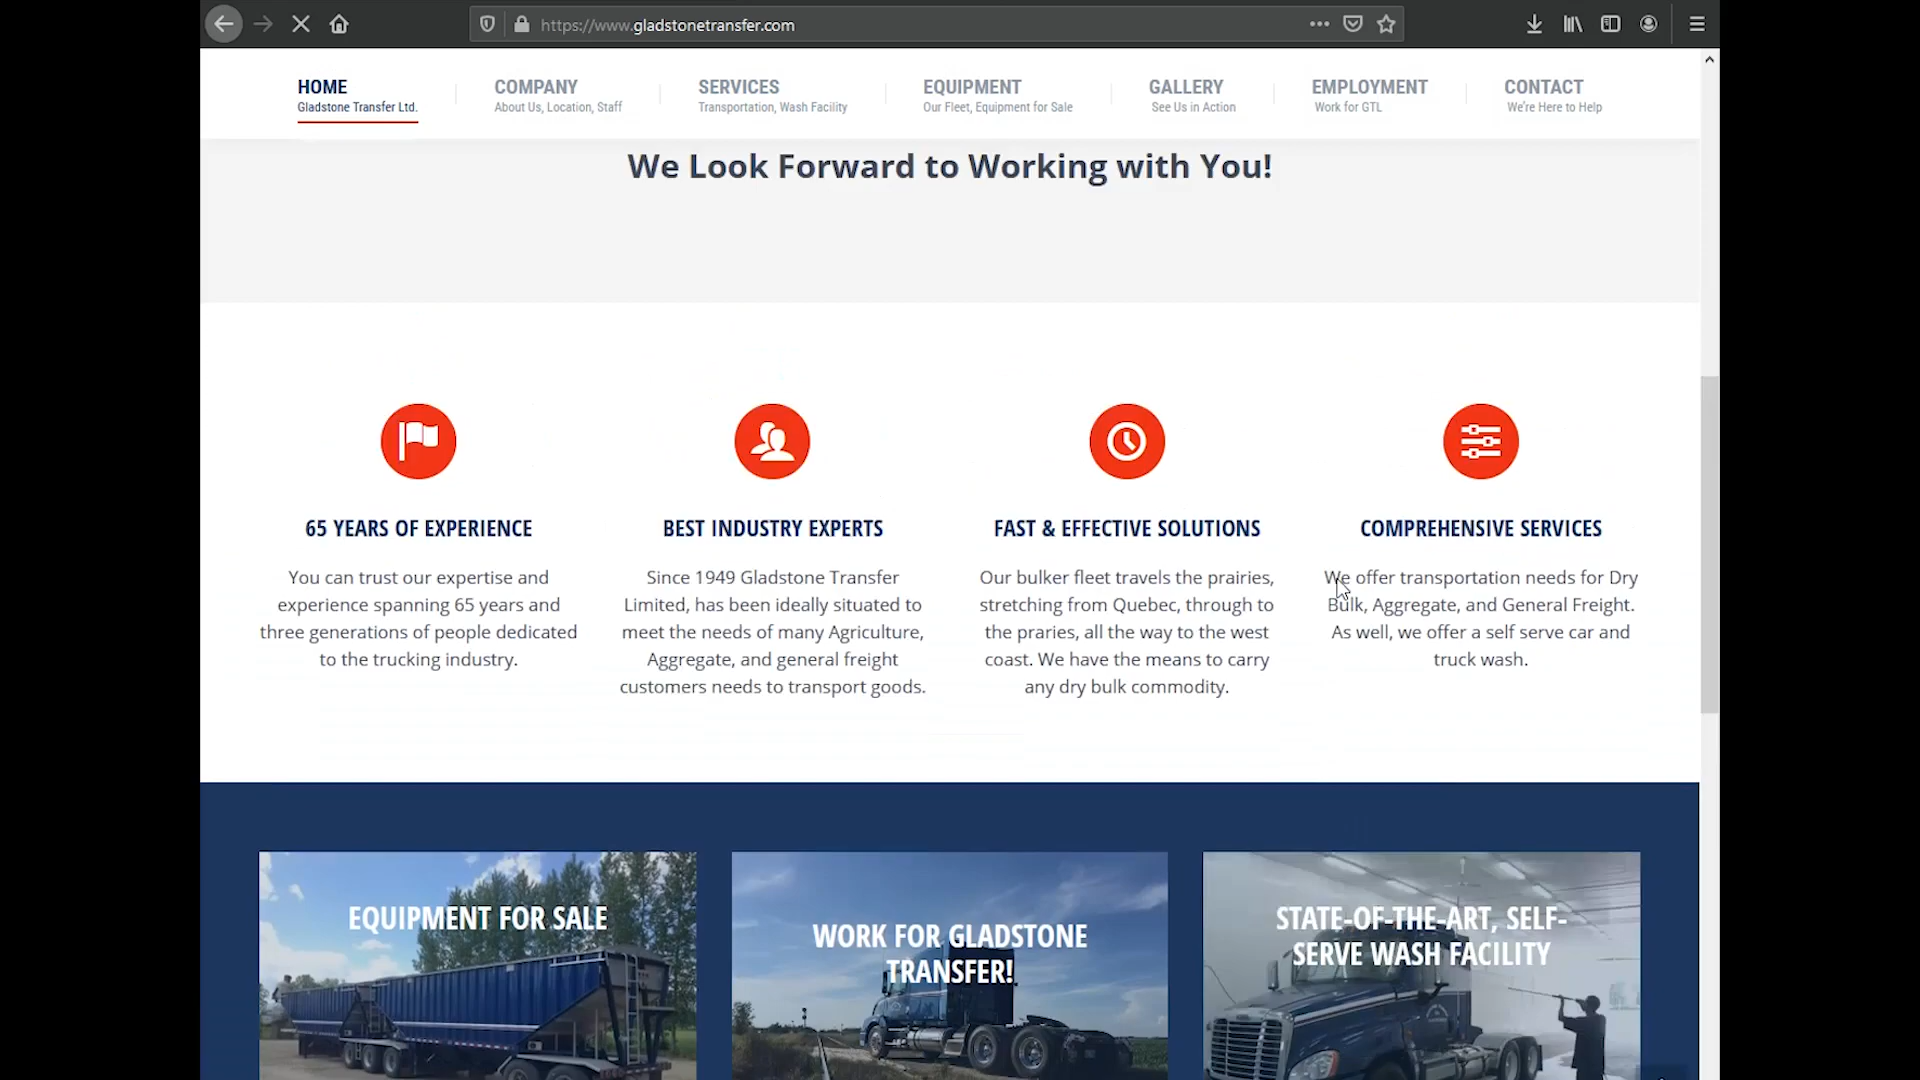 https://www.gladstonetransfer.com
HOME
Gladstone Transfer Ltd.
COMPANY
About Us, Location, Staff
SERVICES
Transportation, Wash Facility
EQUIPMENT
Our Fleet, Equipment for Sale
GALLERY
See Us in Action
EMPLOYMENT
Work for GTL
CONTACT
We're Here to Help
We Look Forward to Working with You!
65 YEARS OF EXPERIENCE
You can trust our expertise and
experience spanning 65 years and
three generations of people dedicated
to the trucking industry.
BEST INDUSTRY EXPERTS
Since 1949 Gladstone Transfer
Limited, has been ideally situated to
meet the needs of many Agriculture,
Aggregate, and general freight
customers needs to transport goods.
FAST & EFFECTIVE SOLUTIONS
Our bulker fleet travels the prairies,
stretching from Quebec, through to
the praries, all the way to the west
coast. We have the means to carry
any dry bulk commodity.
COMPREHENSIVE SERVICES
We offer transportation needs for Dry
Bulk, Aggregate, and General Freight.
As well, we offer a self serve car and
truck wash.
EQUIPMENT FOR SALE
WORK FOR GLADSTONE
TRANSFER!
STATE-OF-THE-ART, SELF-
SERVE WASH FACILITY